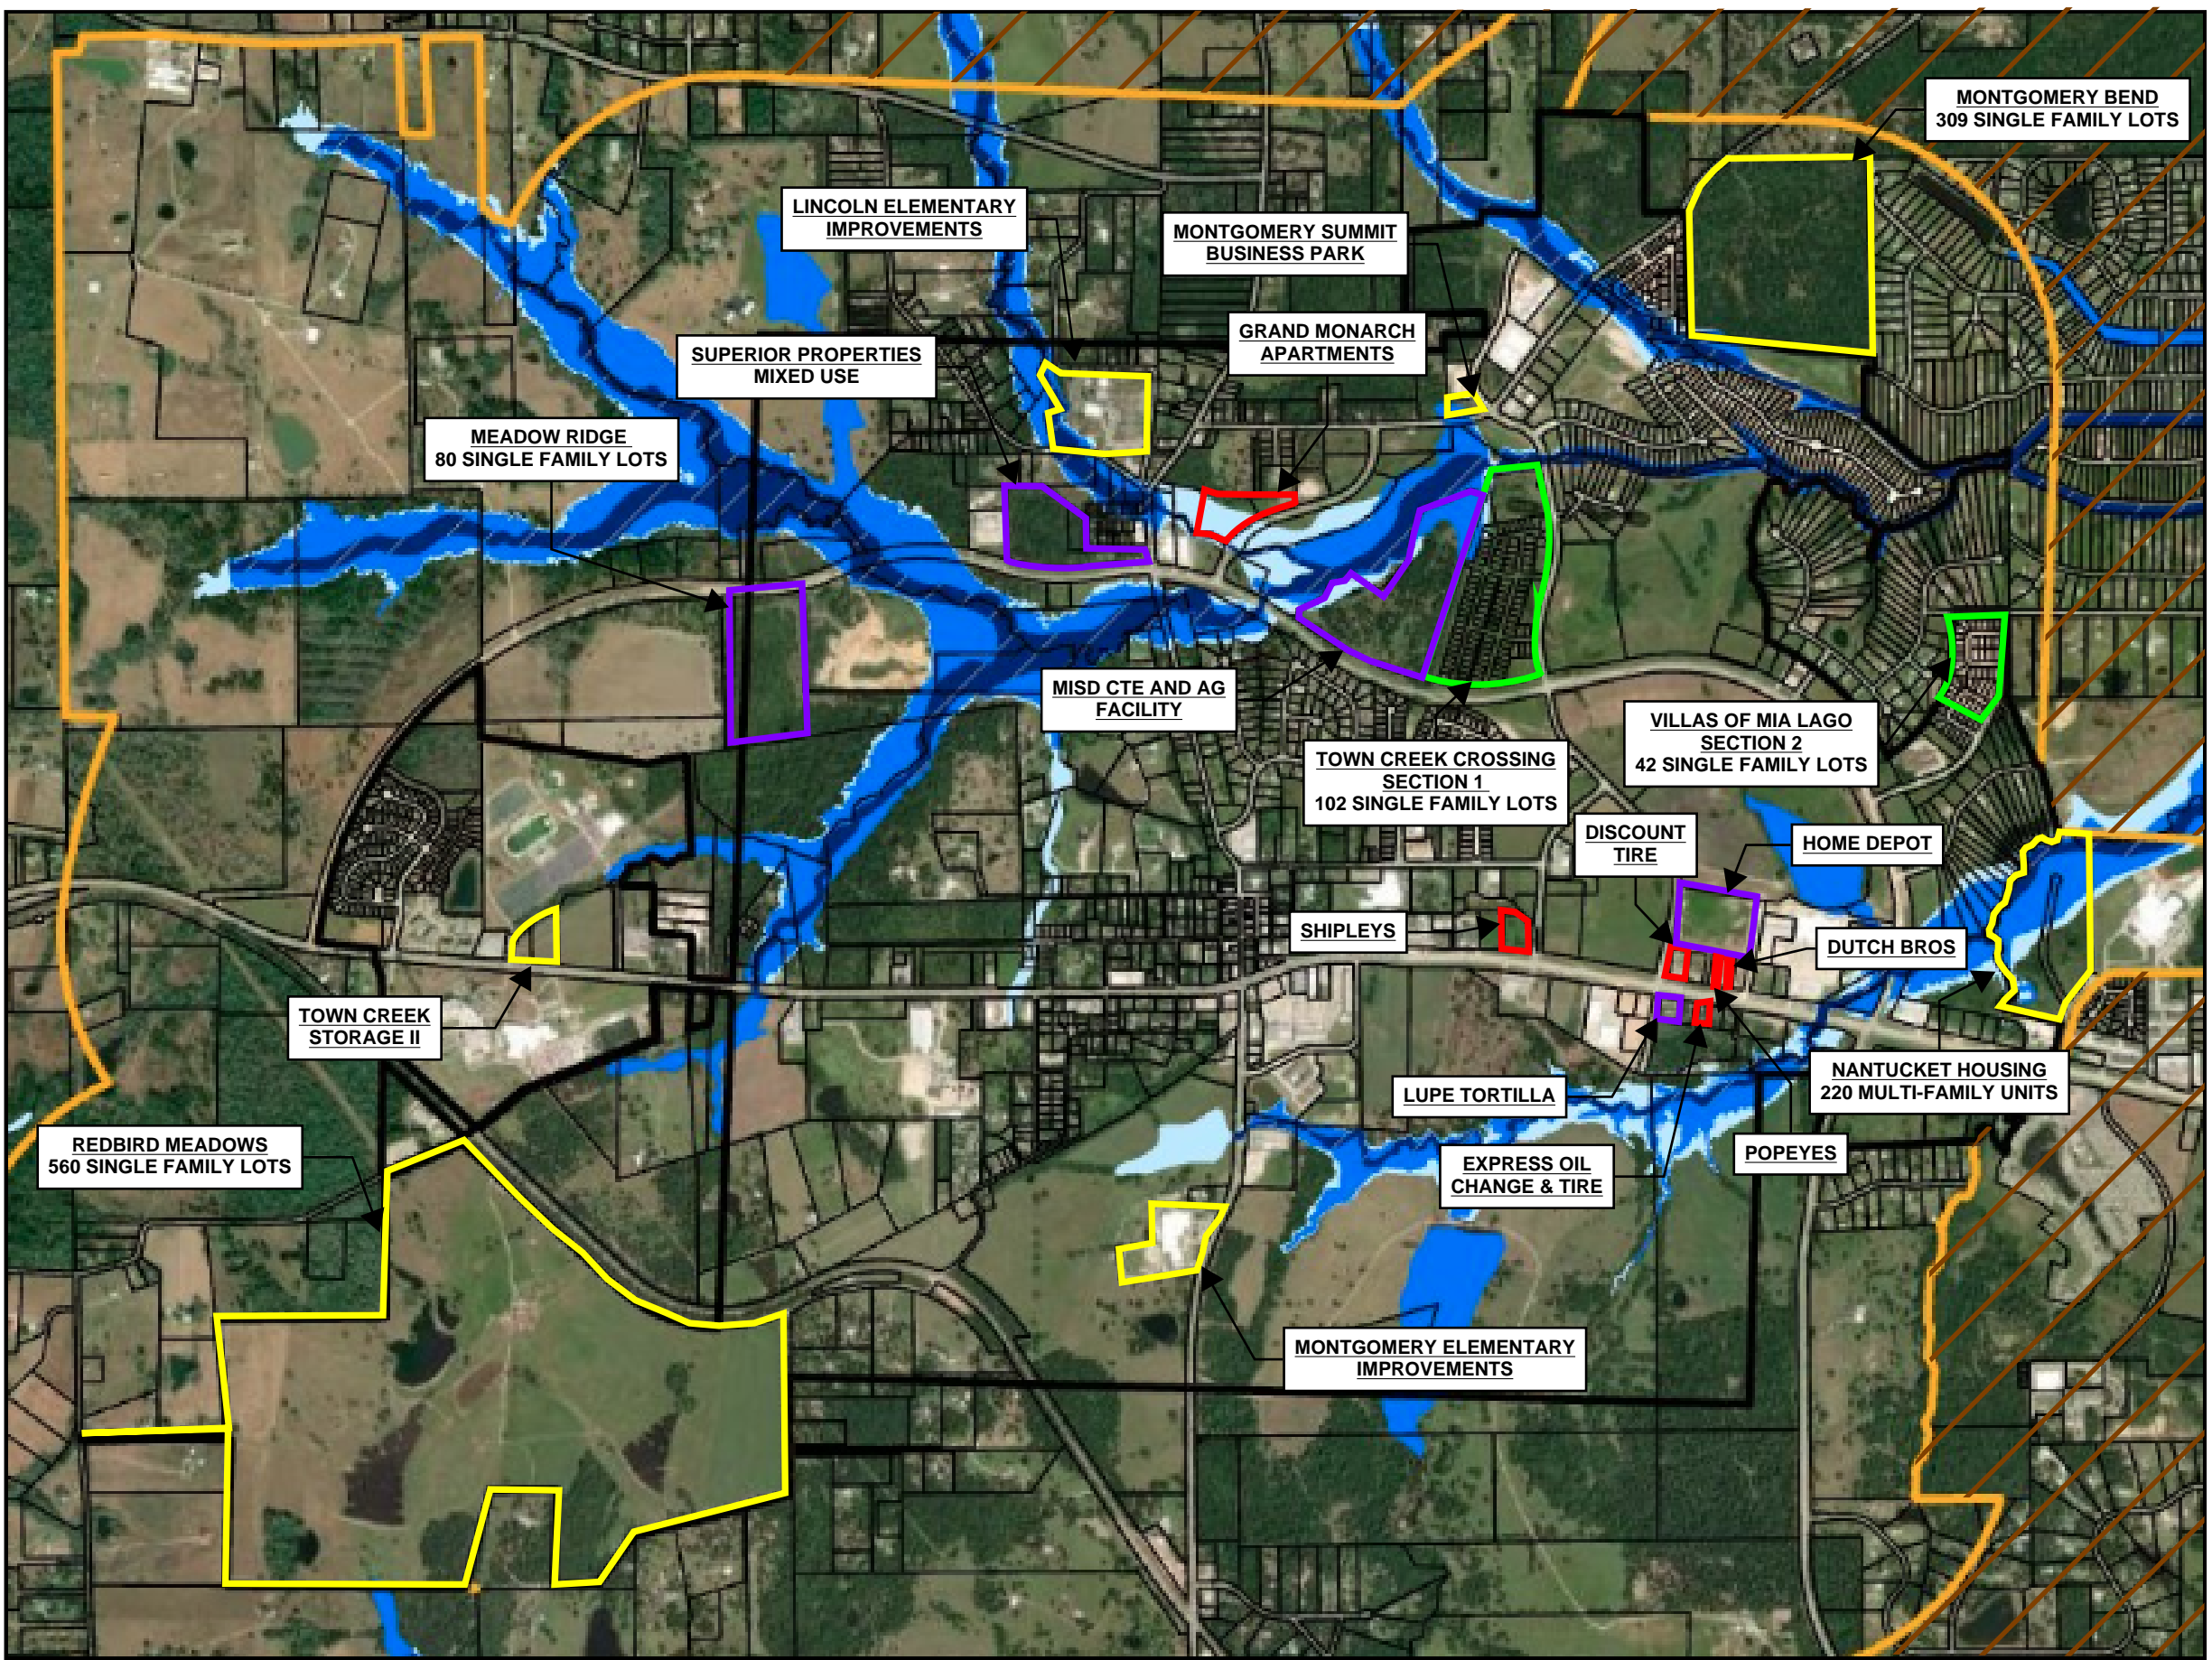 MONTGOMERY BEND
309 SINGLE FAMILY LOTS
LINCOLN ELEMENTARY
IMPROVEMENTS
MONTGOMERY SUMMIT
BUSINESS PARK
GRAND MONARCH
APARTMENTS
SUPERIOR PROPERTIES
MIXED USE
MEADOW RIDGE
80 SINGLE FAMILY LOTS
MISD CTE AND AG
FACILITY
VILLAS OF MIA LAGO
SECTION 2
42 SINGLE FAMILY LOTS
TOWN CREEK CROSSING
SECTION 1
102 SINGLE FAMILY LOTS
DISCOUNT
TIRE
HOME DEPOT
SHIPLEYS
DUTCH BROS
TOWN CREEK
STORAGE II
NANTUCKET HOUSING
220 MULTI-FAMILY UNITS
LUPE TORTILLA
REDBIRD MEADOWS
560 SINGLE FAMILY LOTS
POPEYES
EXPRESS OIL
CHANGE & TIRE
MONTGOMERY ELEMENTARY
IMPROVEMENTS